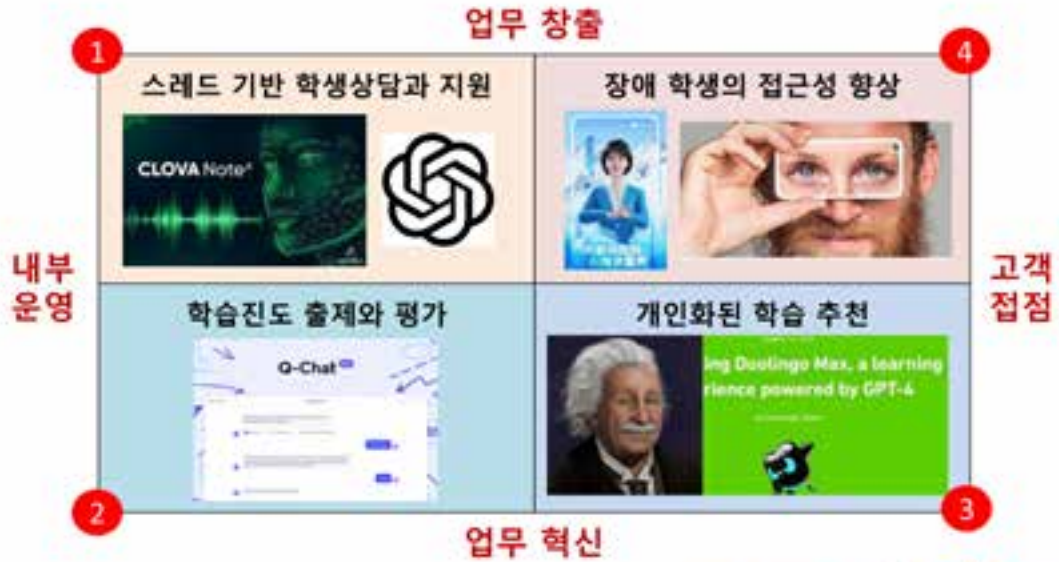 업무 창출
1
4
스레드 기반 학생상담과 지원
장애 학생의 접근성 향상
CLOVA Note
내부
운영
고객
접점
학습진도 출제와 평가
개인화된 학습 추천
Q-Chat
ing Duolingo Max, a learning
rience powered by GPT-4
2
3
업무 혁신